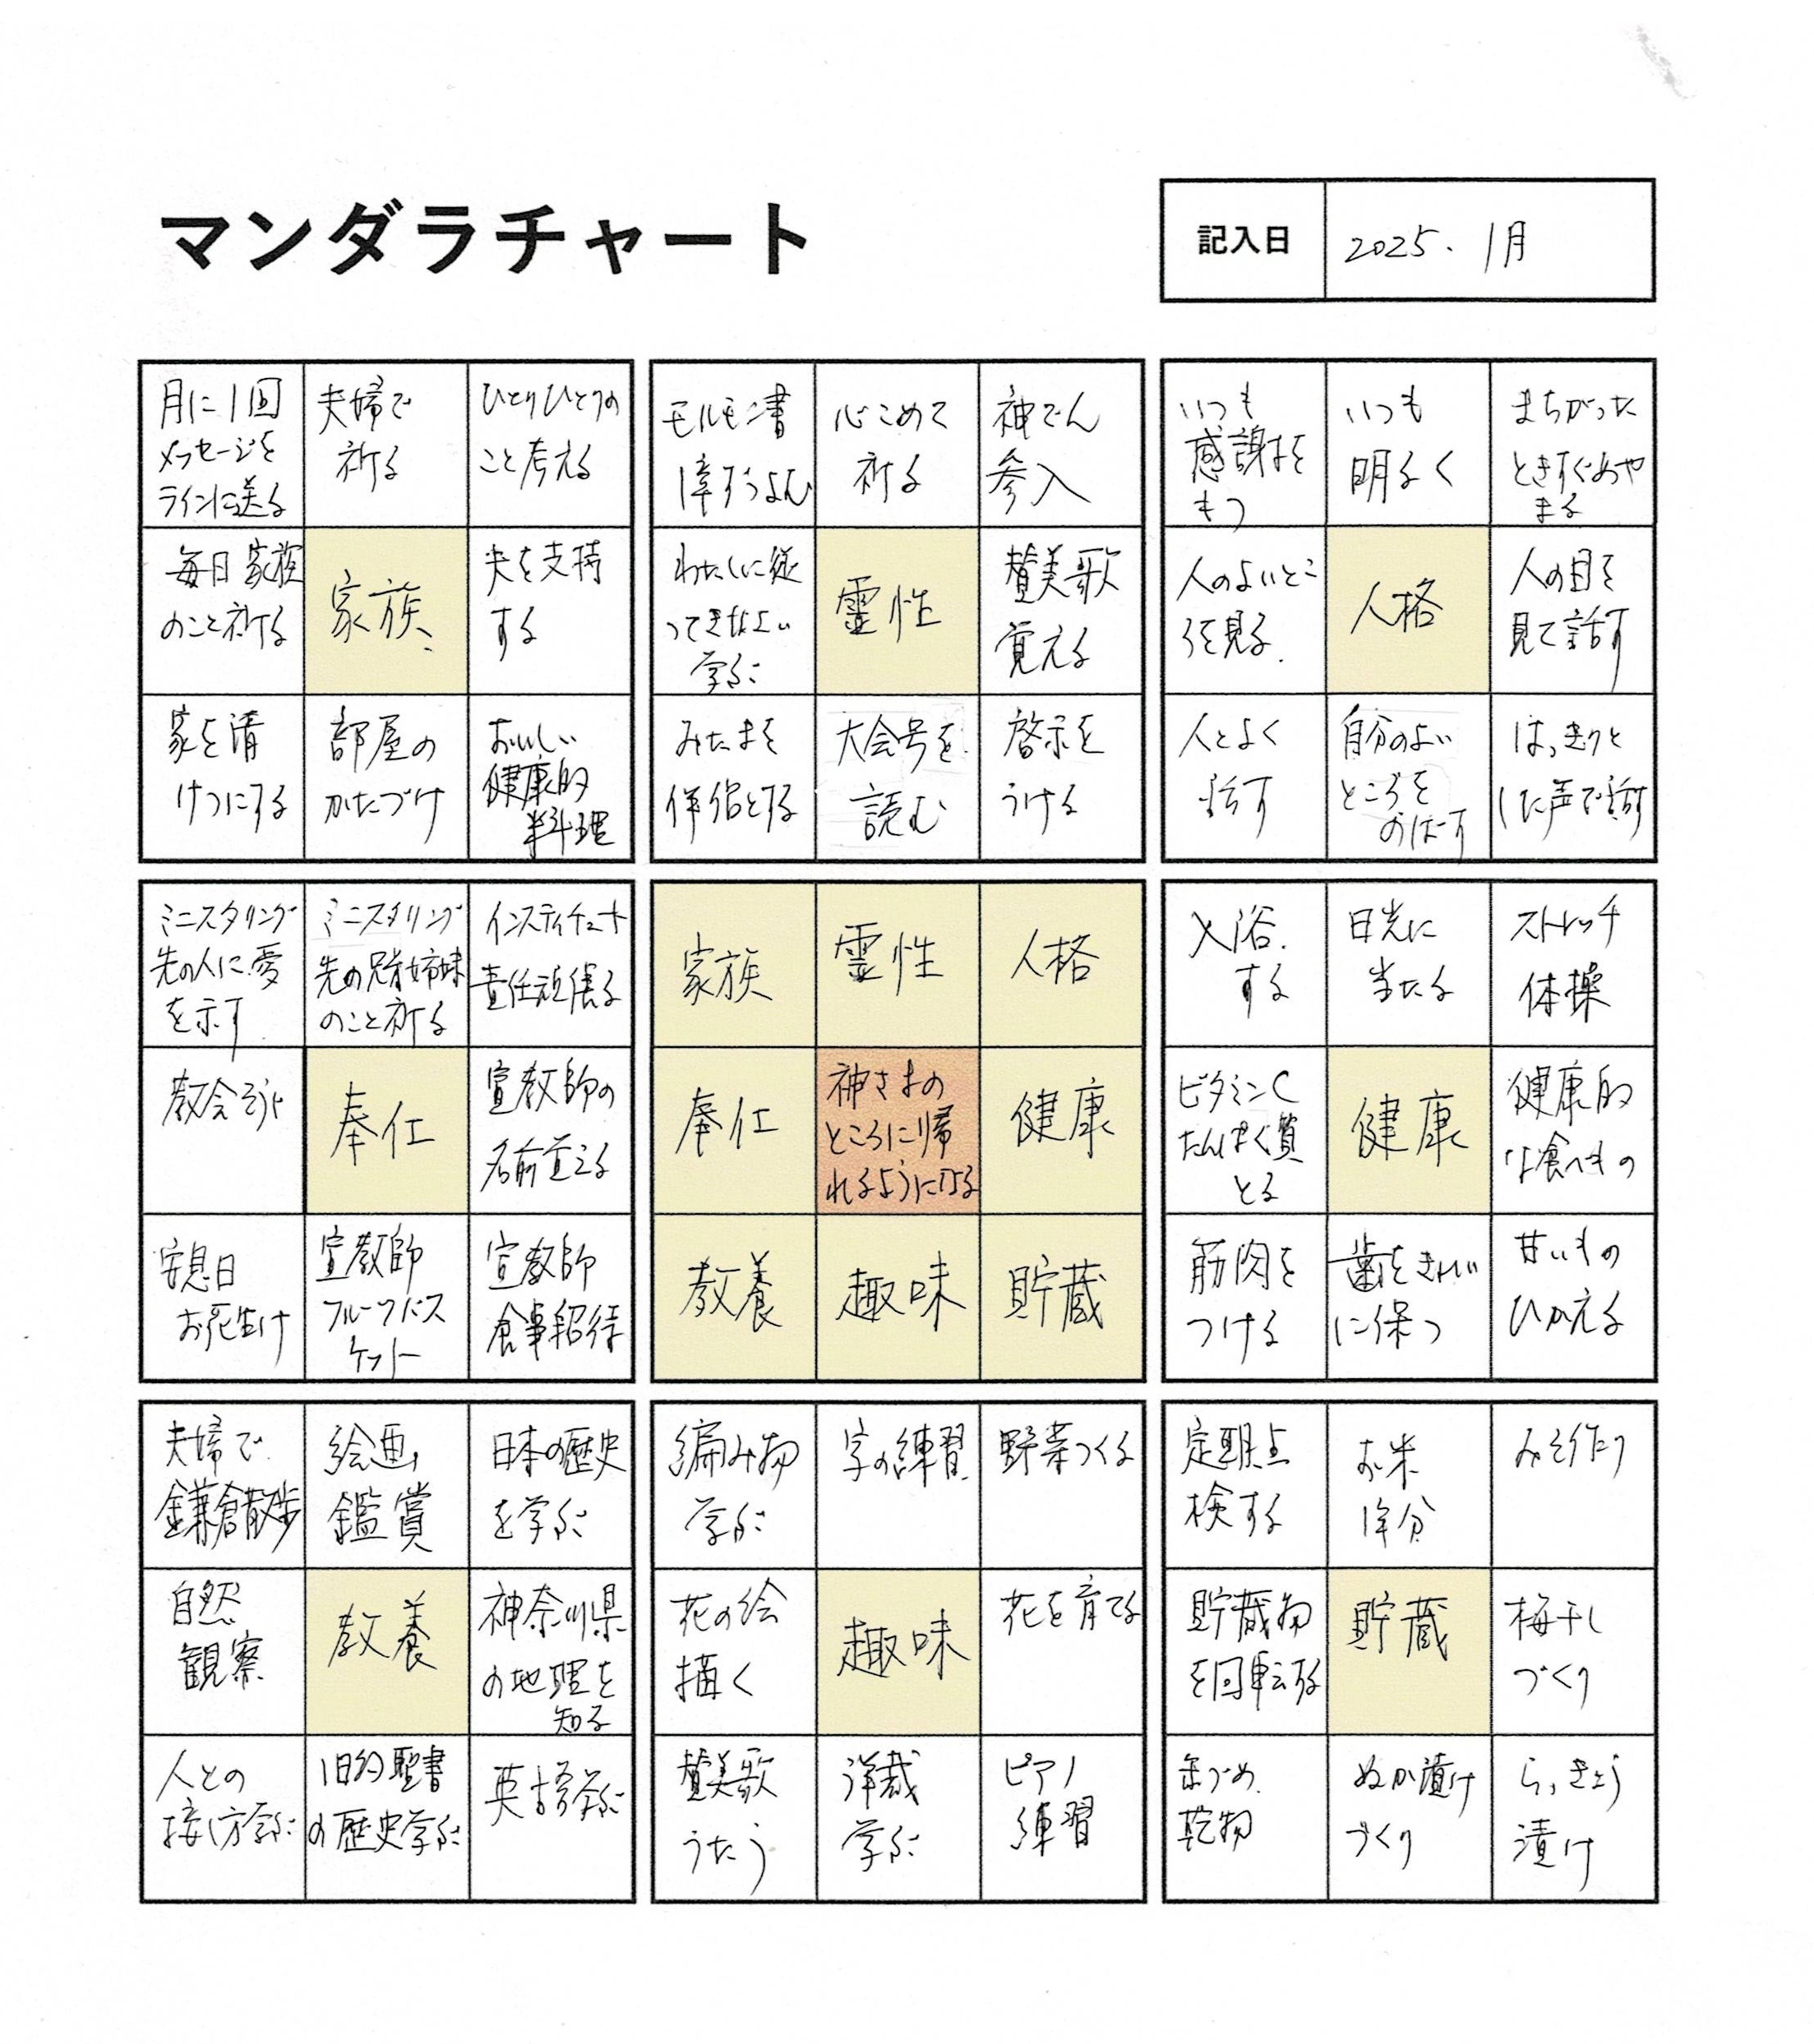 マンダラチャート
記入日
2025. 1月
月に1回
メッセージを
ラインに送る
夫婦で
祈る
ひとりひとりの
こと考える
毎日家族
のこと祈る
家族
夫を支持
する
家を清
けつにする
部屋の
かたづけ
おいしい
健康的
料理
モルモン書
1章ずつよむ
心こめて
祈る
神でん
参入
わたしに従
ってきなさい
学ぶ
霊性
賛美歌
覚える
みたまを
伴侶とする
大会号を
読む
啓示を
うける
いつも
感謝を
もつ
いつも
明るく
まちがった
ときすぐあや
まる
人のよいとこ
ろを見る.
人格
人の目を
見て話す
人とよく
話す
自分のよい
ところを
のばす
はっきりと
した声で話す
ミニスタリング
先の人に愛
を示す
ミニスタリング
先の兄弟姉妹
のこと祈る
インスティチュート
責任頑張る
教会そうじ
奉仕
宣教師の
名前覚える
安息日
お花生け
宣教師
フルーツバス
ケット
宣教師
食事招待
家族
霊性
人格
奉仕
神さまの
ところに帰
れるようになる
健康
教養
趣味
貯蔵
入浴.
する
日光に
当たる
ストレッチ
体操
ビタミンC
たんぱく質
とる
健康
健康的
な食べもの
筋肉を
つける
歯をきれい
に保つ
甘いもの
ひかえる
夫婦で
鎌倉散歩
絵画
鑑賞
日本の歴史
を学ぶ
自然
観察
教養
神奈川県
の地理を
知る
人との
接し方学ぶ
旧約聖書
の歴史学ぶ
英語学ぶ
編み物
学ぶ
字の練習
野菜つくる
花の絵
描く
趣味
花を育てる
賛美歌
うたう
洋裁
学ぶ
ピアノ
練習
定期点
検する
お米
1年分
みそ作り
貯蔵物
を回転する
貯蔵
梅干し
づくり
缶づめ
乾物
ぬか漬け
づくり
らっきょう
漬け